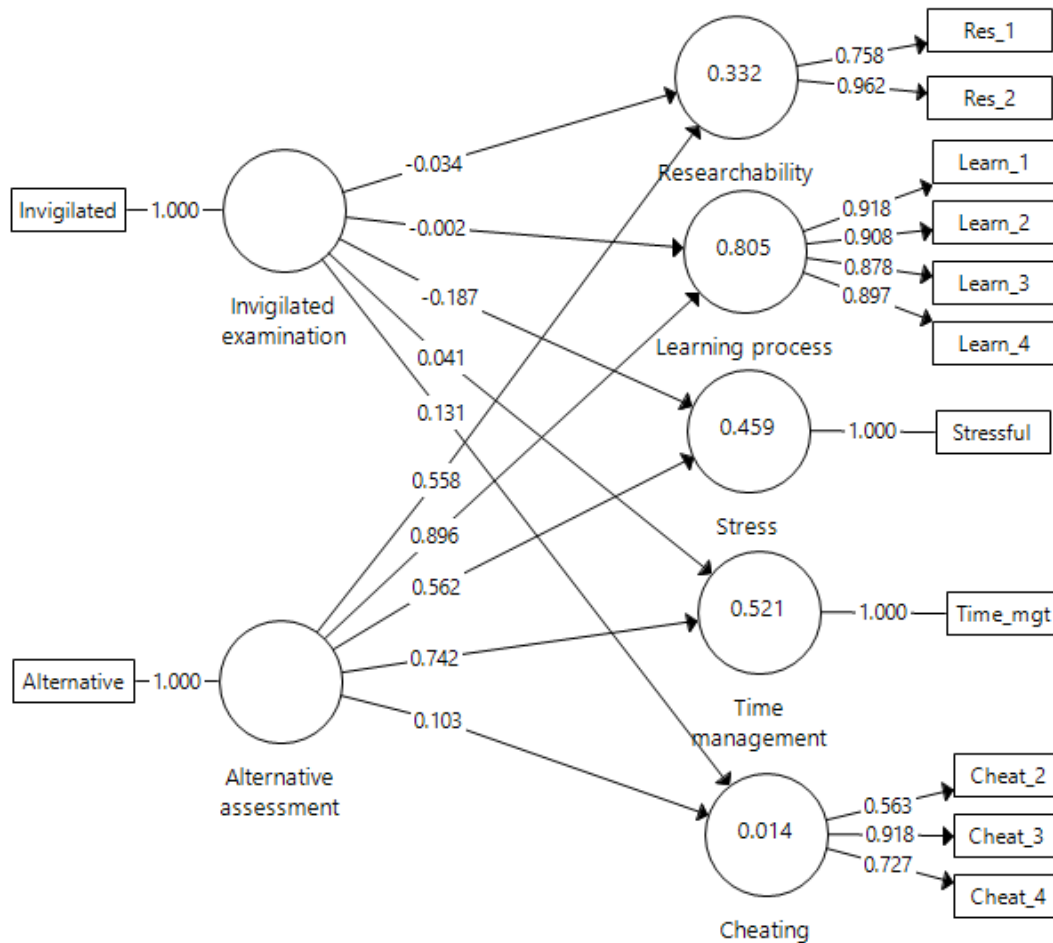 Res_1
0.332
0.758
0.962
Res_2
-0.034
Researchability
Learn_1
Invigilated
1.000
0.918
Learn_2
-0.002
0.908
0.805
0.878
Learn_3
-0.187
0.897
Invigilated
examination
Learning process
Learn_4
0.041
0.131
0.459
1.000
Stressful
0.558
Stress
0.896
0.562
0.521
1.000
Time_mgt
0.742
Alternative
1.000
Time
management
0.103
Alternative
assessment
Cheat_2
0.563
0.014
0.918
Cheat_3
0.727
Cheat_4
Cheating